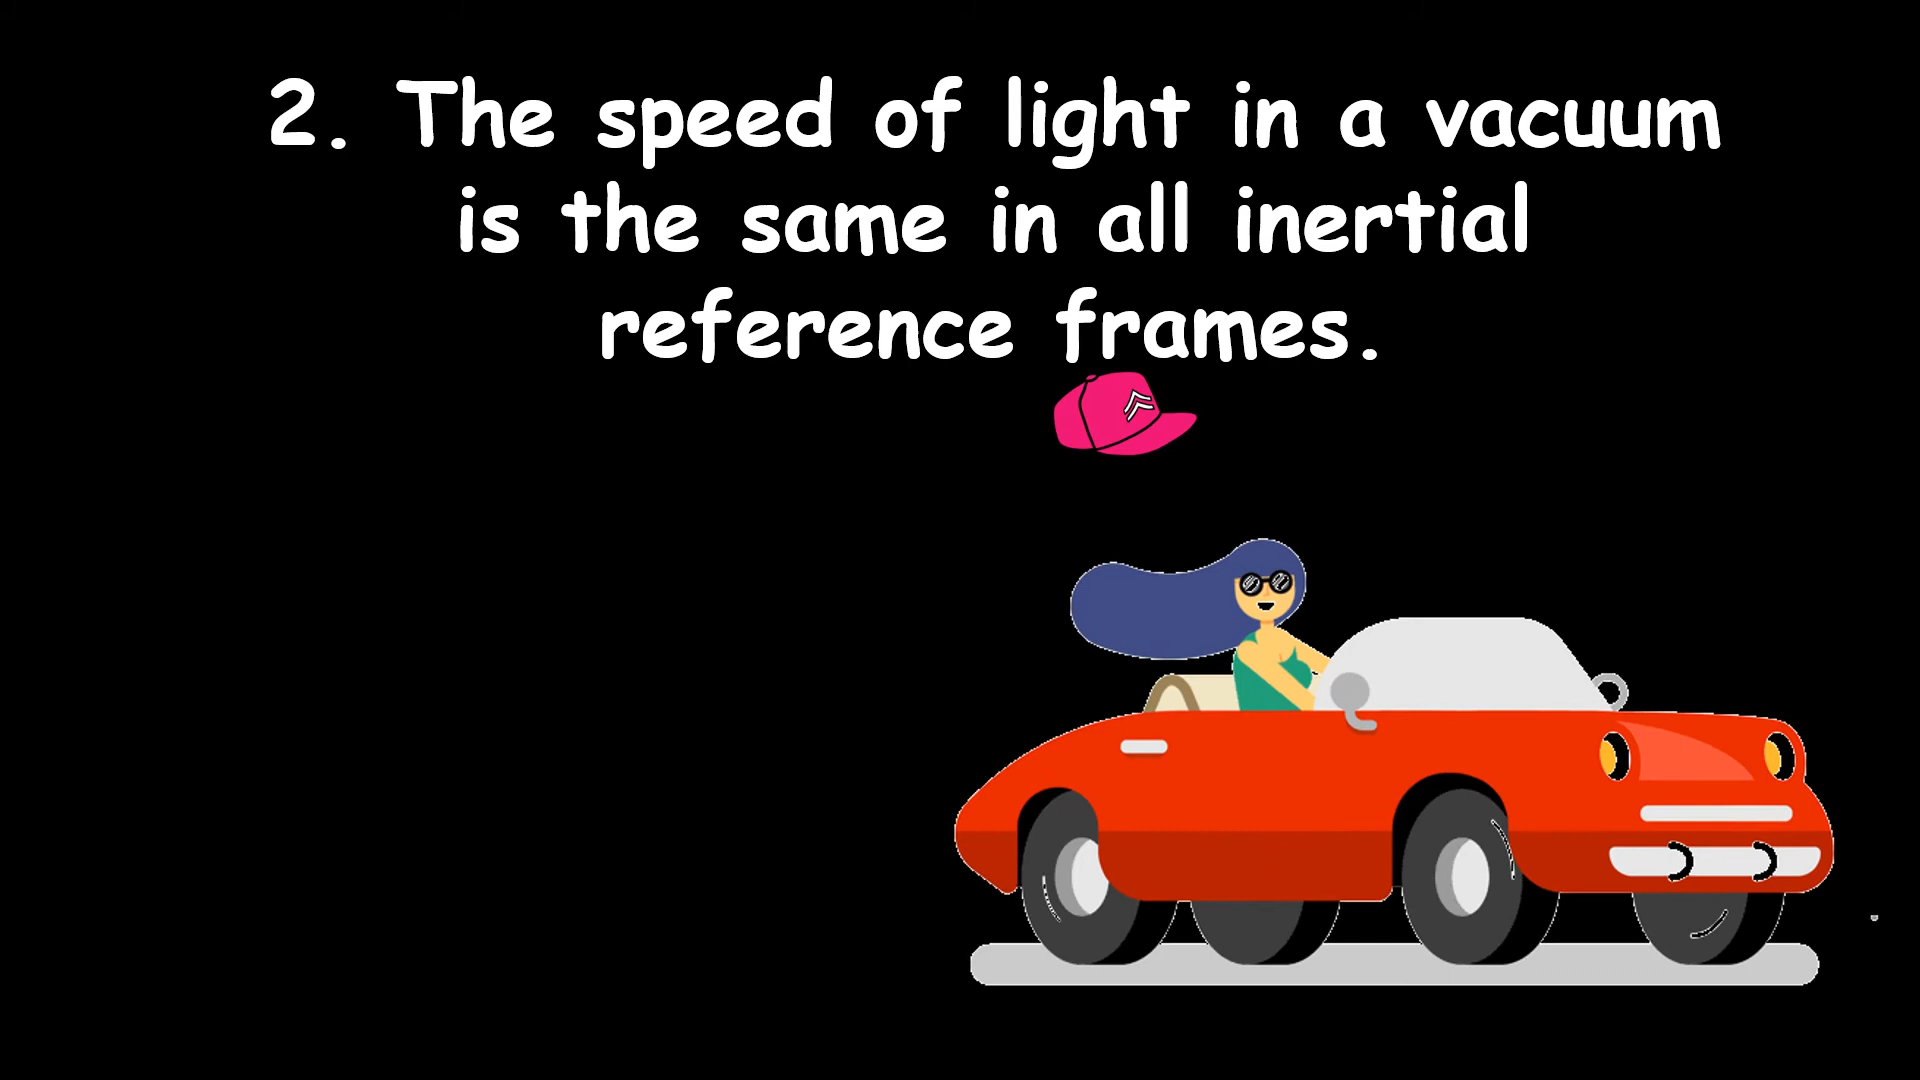 2. The speed of light in a vacuum
is the same in all inertial
reference frames.